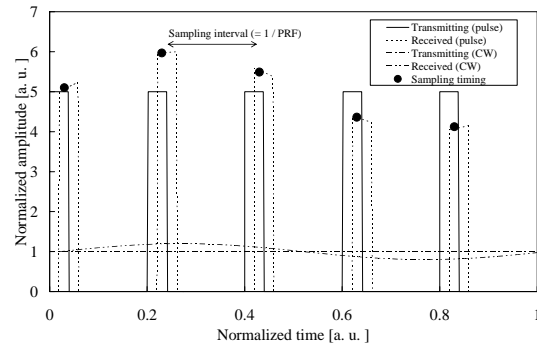 Sampling interval (= 1 / PRF)
Transmitting (pulse)
Received (pulse)
Transmitting (CW)
Received (CW)
Sampling timing
Normalized amplitude [a. u. ]
7
6
5
4
3
2
1
0
0 0.2 0.4 0.6 0.8 1
Normalized time [a. u. ]